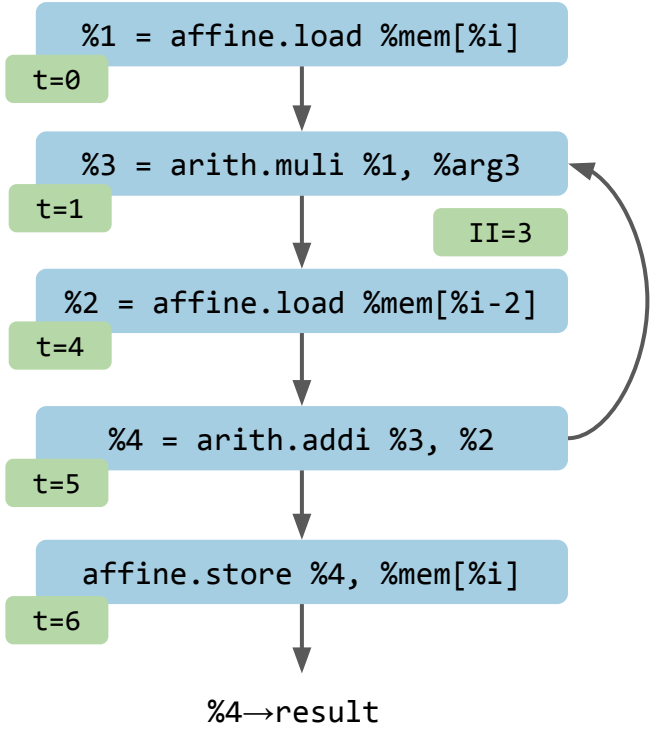 %1 = affine.load %mem[%i]
t=0
%3 = arith.muli %1, %arg3
t=1
II=3
%2 = affine.load %mem[%i-2]
t=4
%4 = arith.addi %3, %2
t=5
affine.store %4, %mem[%i]
t=6
%4→result